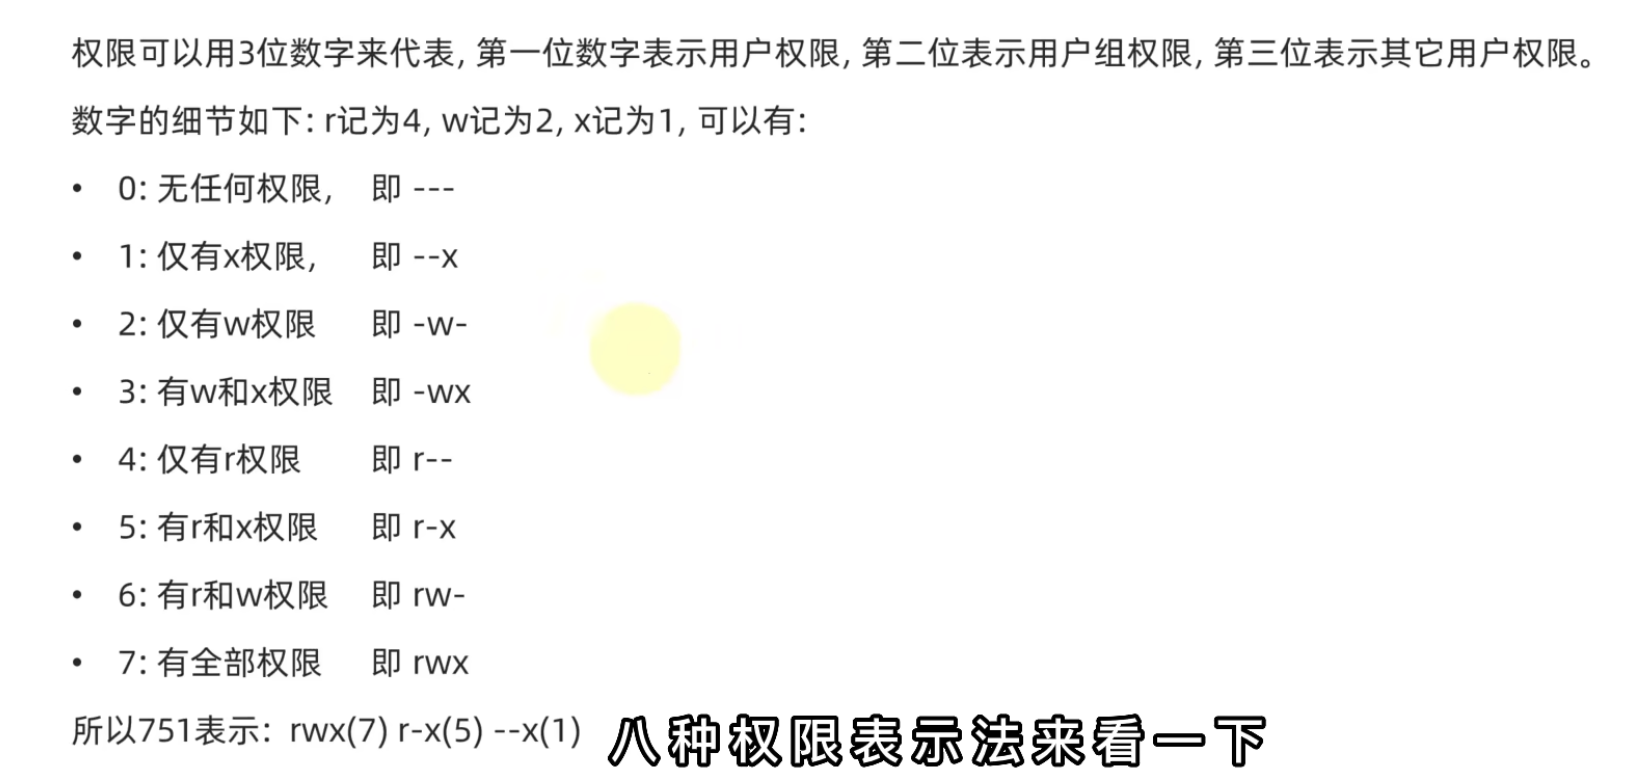 权限可以用3位数字来代表, 第一位数字表示用户权限, 第二位表示用户组权限, 第三位表示其它用户权限。
数字的细节如下: r记为4, w记为2, x记为1, 可以有:
• 0: 无任何权限, 即 ---
• 1: 仅有x权限, 即 --x
• 2: 仅有w权限 即 -w-
• 3: 有w和x权限 即 -wx
• 4: 仅有r权限 即 r--
• 5: 有r和x权限 即 r-x
• 6: 有r和w权限 即 rw-
• 7: 有全部权限 即 rwx
所以751表示: rwx(7) r-x(5) --x(1)
八种权限表示法来看一下